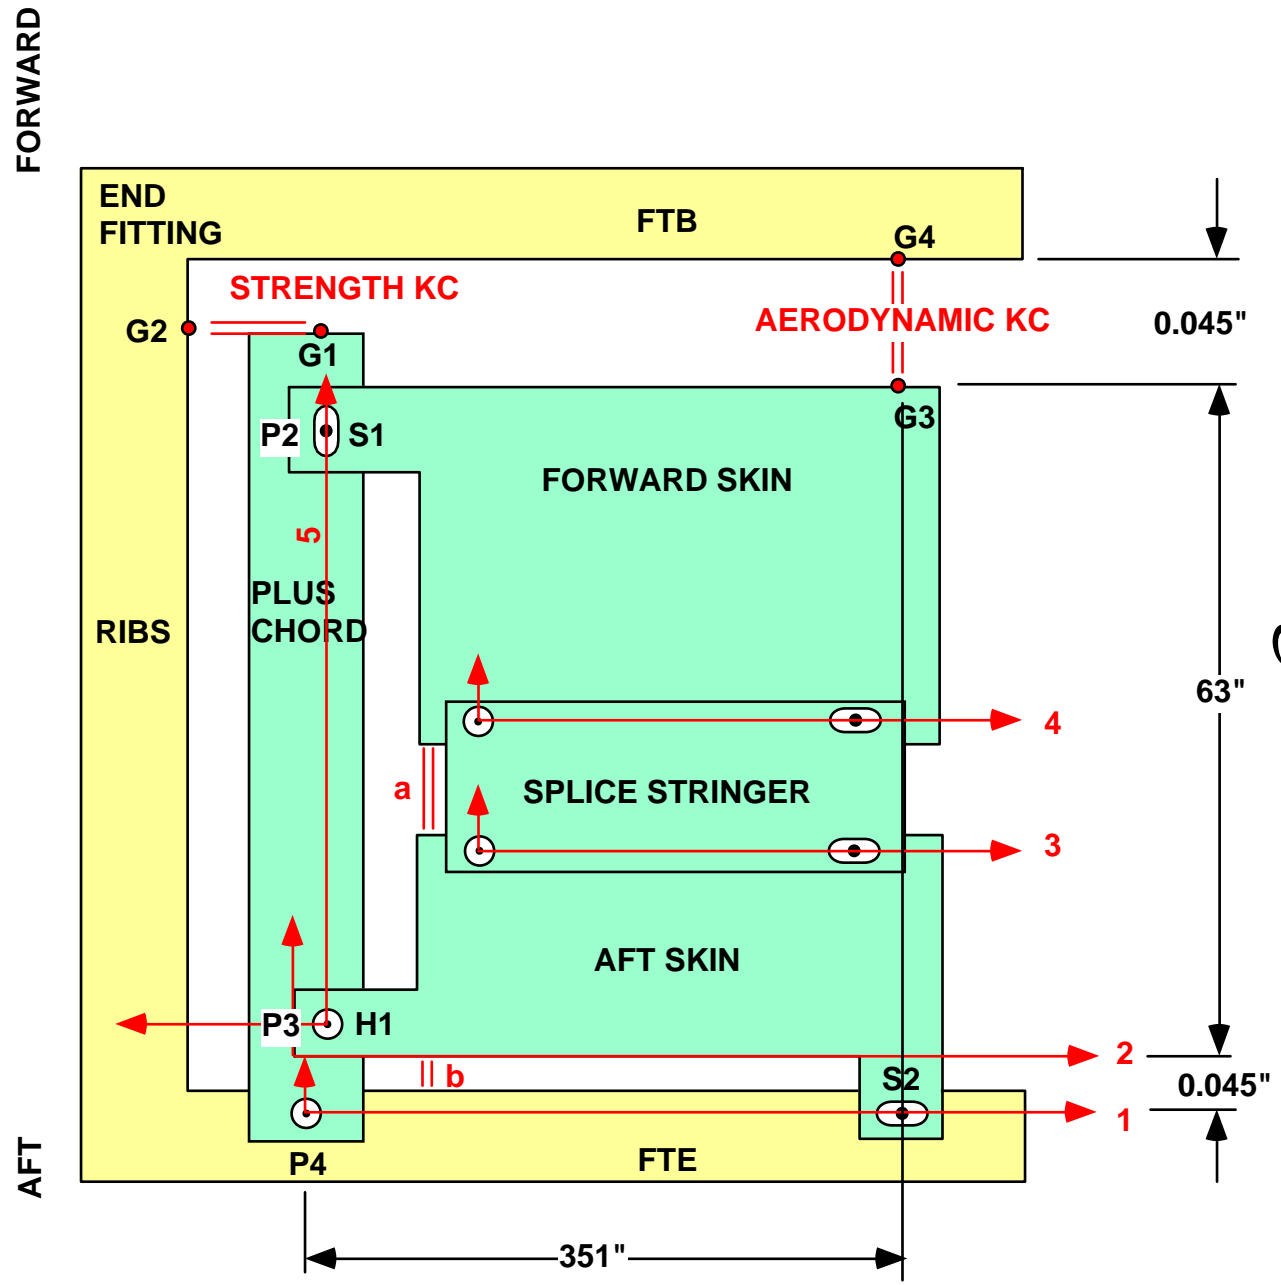 FORWARD
END
FITTING
FTB
G4
STRENGTH KC
G2
G1
AERODYNAMIC KC
0.045"
G3
P2
S1
FORWARD SKIN
5
PLUS
CHORD
RIBS
63"
4
a
SPLICE STRINGER
3
AFT SKIN
P3
H1
2
b
S2
0.045"
1
AFT
P4
FTE
351"